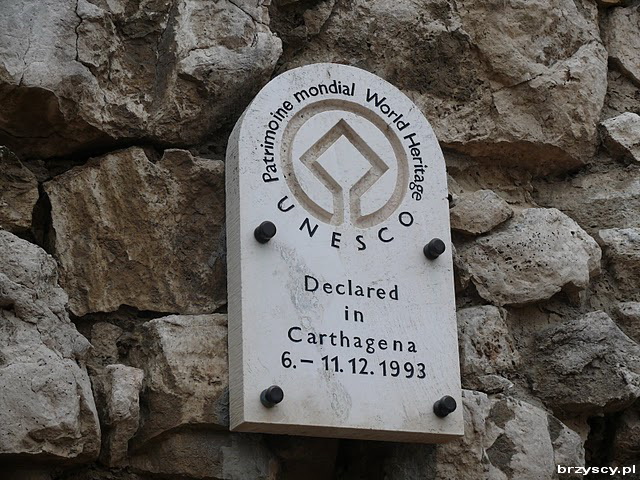 Patrimoine mondial World Heritage
UNESCO
Declared
in
Carthagena
6.–11.12.1993
brzyscy.pl